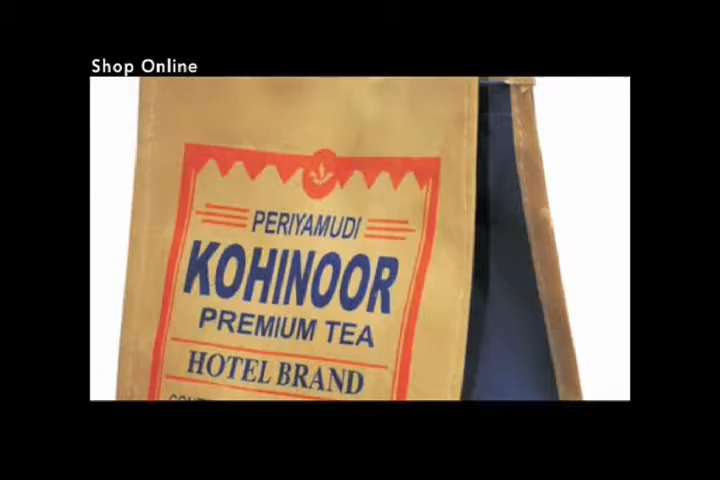 Shop Online
PERIYAMUDI
KOHINOOR
PREMIUM TEA
HOTEL BRAND